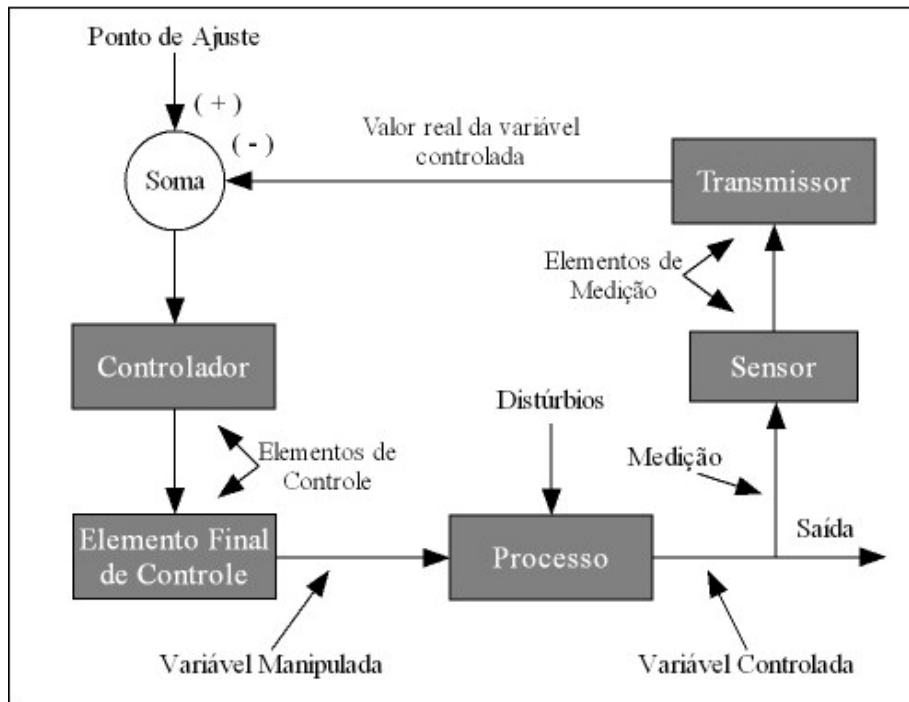 Ponto de Ajuste
( + )
( - )
Soma
Valor real da variável
controlada
Transmissor
Elementos de
Medição
Controlador
Sensor
Distúrbios
Elementos de
Controle
Medição
Elemento Final
de Controle
Processo
Saída
Variável Manipulada
Variável Controlada